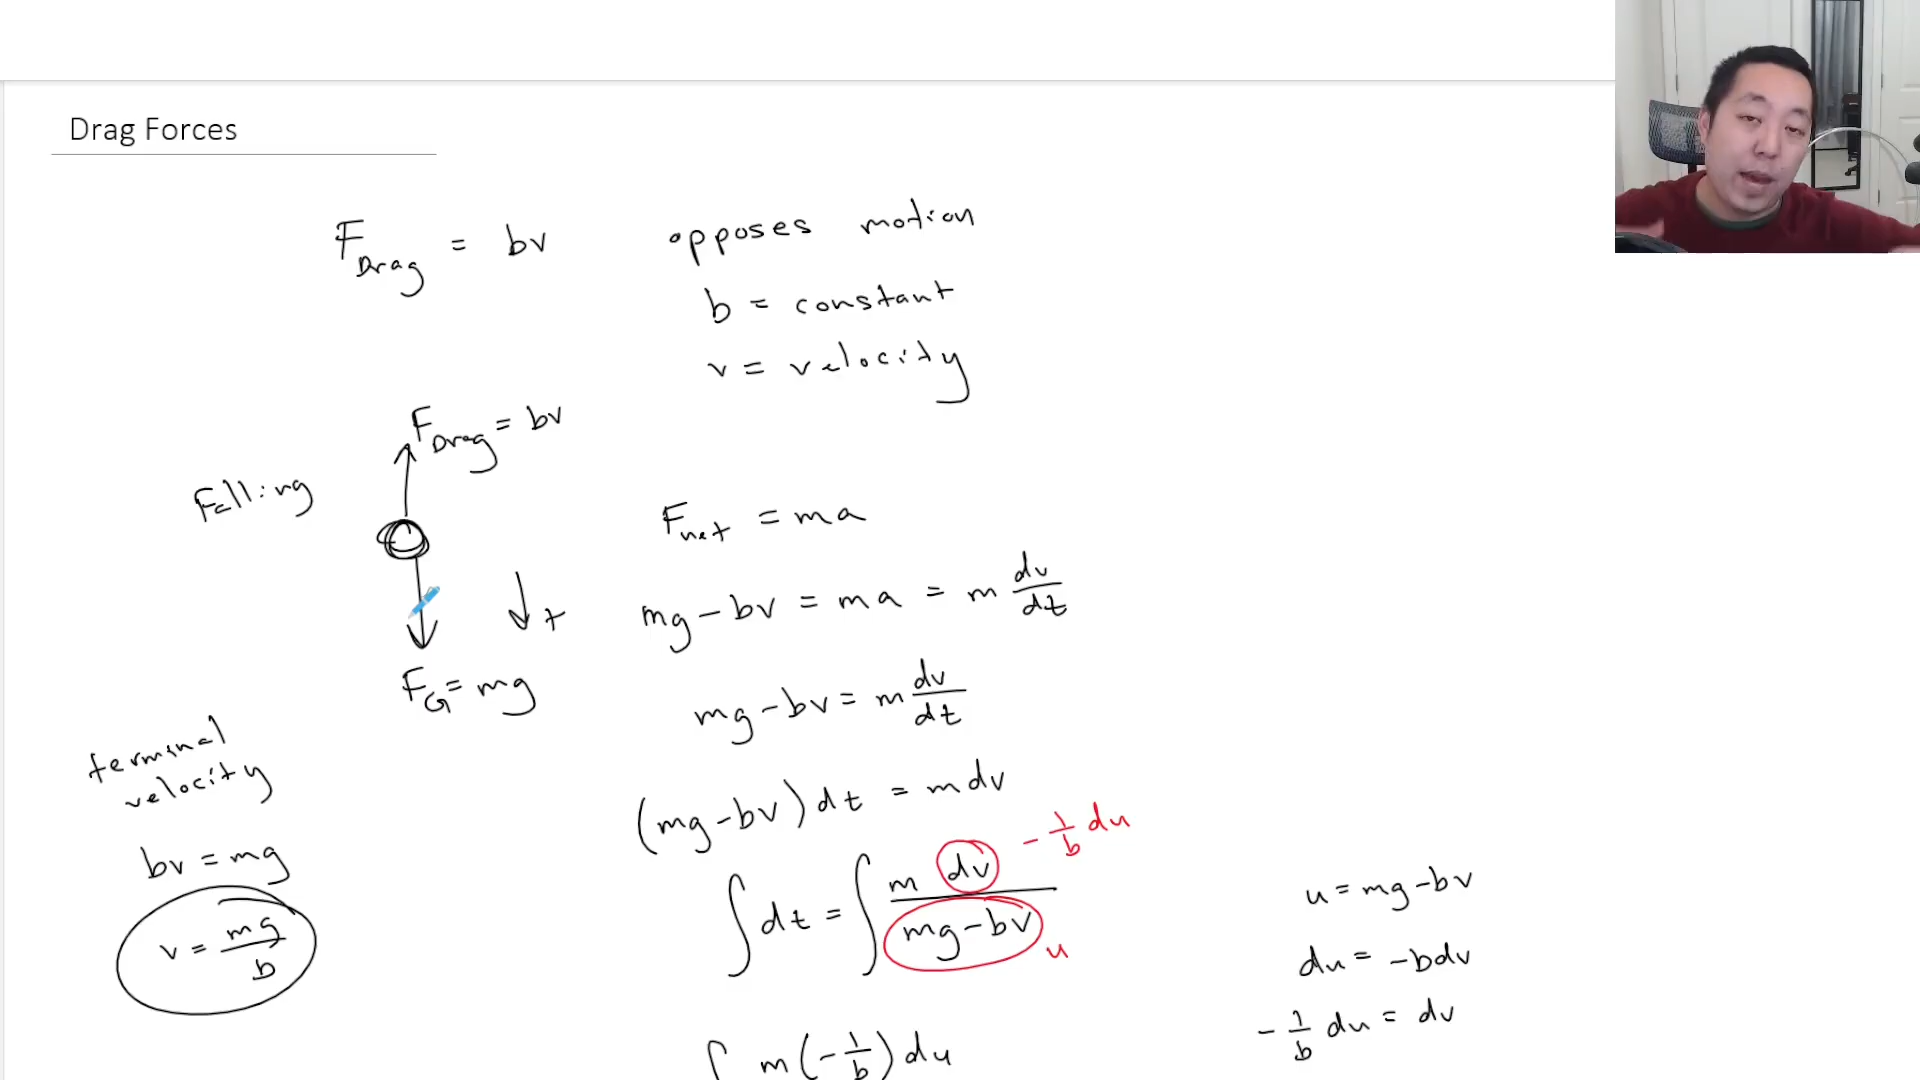 Drag Forces
F_Drag = bv opposes motion
b = constant
v = velocity
F_Drag = bv
Falling
F_net = ma
mg - bv = ma = m dv/dt
↓ +
F_G = mg
mg - bv = m dv/dt
terminal
velocity
(mg - bv) dt = m dv
bv = mg
v = mg/b
∫ dt = ∫ m dv / (mg - bv)
- 1/b du
u
u = mg - bv
du = -b dv
- 1/b du = dv
∫ m(- 1/b) du